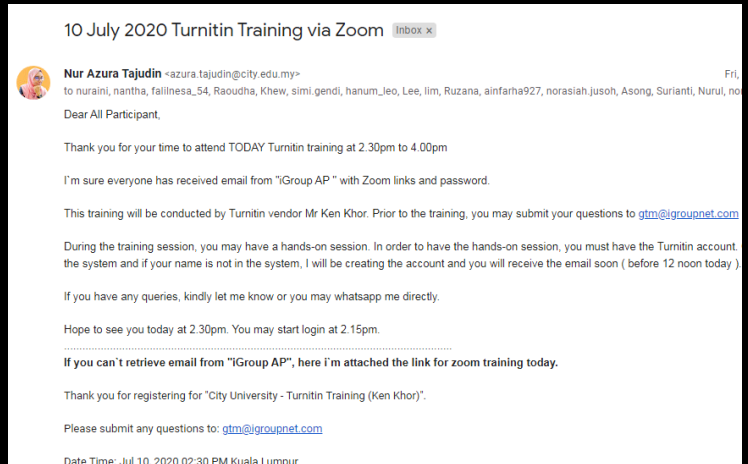 10 July 2020 Turnitin Training via Zoom Inbox x
Nur Azura Tajudin <azura.tajudin@city.edu.my> Fri,
to nuraini, nantha, falilnesa_54, Raoudha, Khew, simi.gendi, hanum_leo, Lee, lim, Ruzana, ainfarha927, norasiah.jusoh, Asong, Surianti, Nurul,
Dear All Participant,
Thank you for your time to attend TODAY Turnitin training at 2.30pm to 4.00pm
I`m sure everyone has received email from "iGroup AP " with Zoom links and password.
This training will be conducted by Turnitin vendor Mr Ken Khor. Prior to the training, you may submit your questions to gtm@igroupnet.com
During the training session, you may have a hands-on session. In order to have the hands-on session, you must have the Turnitin account.
the system and if your name is not in the system, I will be creating the account and you will receive the email soon ( before 12 noon today ).
If you have any queries, kindly let me know or you may whatsapp me directly.
Hope to see you today at 2.30pm. You may start login at 2.15pm.
If you can`t retrieve email from "iGroup AP", here i`m attached the link for zoom training today.
Thank you for registering for "City University - Turnitin Training (Ken Khor)".
Please submit any questions to: gtm@igroupnet.com
Date Time: Jul 10, 2020 02:30 PM Kuala Lumpur